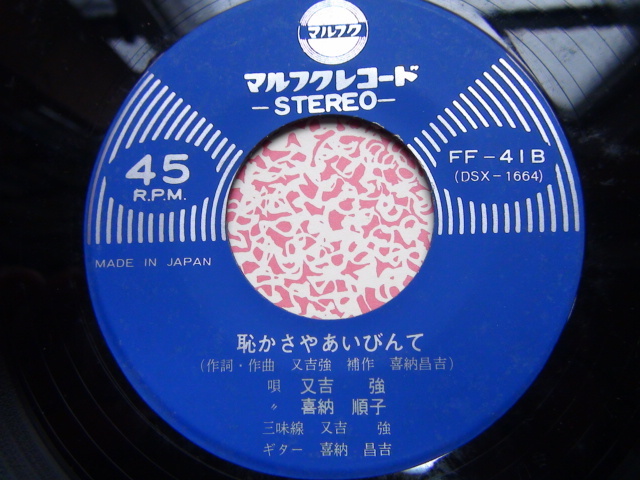 マルフク
マルフクレコード
STEREO
45
R.P.M.
FF-41B
(DSX-1664)
MADE IN JAPAN
恥かさやあいびんて
(作詞・作曲 又吉強 補作 喜納昌吉)
唄 又吉 強
〃 喜納 順子
三味線 又吉 強
ギター 喜納 昌吉